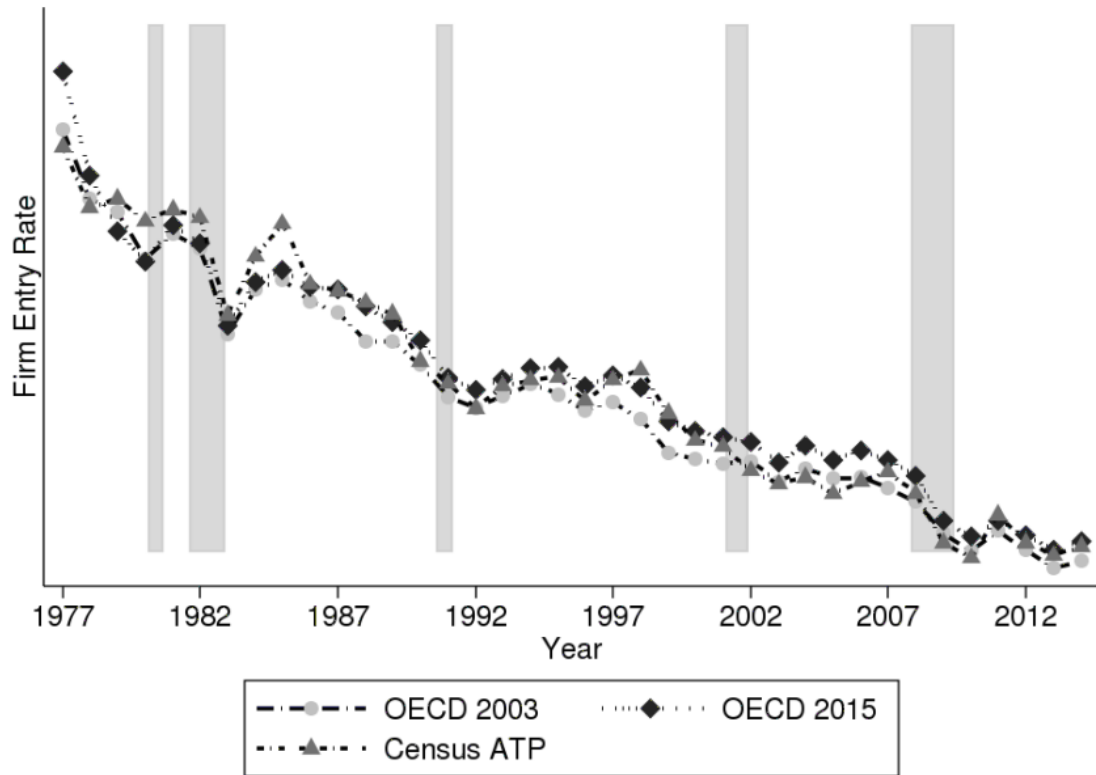 Firm Entry Rate
1977 1982 1987 1992 1997 2002 2007 2012
Year
OECD 2003 OECD 2015
Census ATP